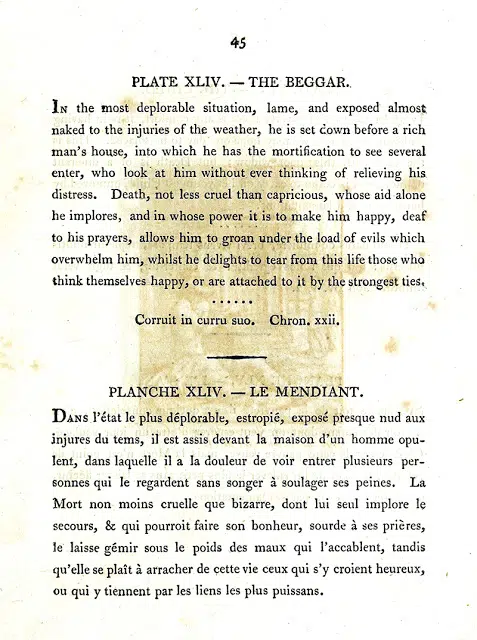 45
PLATE XLIV. — THE BEGGAR.
In the most deplorable situation, lame, and exposed almost
naked to the injuries of the weather, he is set down before a rich
man's house, into which he has the mortification to see several
enter, who look at him without ever thinking of relieving his
distress. Death, not less cruel than capricious, whose aid alone
he implores, and in whose power it is to make him happy, deaf
to his prayers, allows him to groan under the load of evils which
overwhelm him, whilst he delights to tear from this life those who
think themselves happy, or are attached to it by the strongest ties.
......
Corruit in curru suo. Chron. xxii.
PLANCHE XLIV. — LE MENDIANT.
Dans l'état le plus déplorable, estropié, exposé presque nud aux
injures du tems, il est assis devant la maison d'un homme opu-
lent, dans laquelle il a la douleur de voir entrer plusieurs per-
sonnes qui le regardent sans songer à soulager ses peines. La
Mort non moins cruelle que bizarre, dont lui seul implore le
secours, & qui pourroit faire son bonheur, sourde à ses prières,
le laisse gémir sous le poids des maux qui l'accablent, tandis
qu'elle se plaît à arracher de cette vie ceux qui s'y croient heureux,
ou qui y tiennent par les liens les plus puissans.